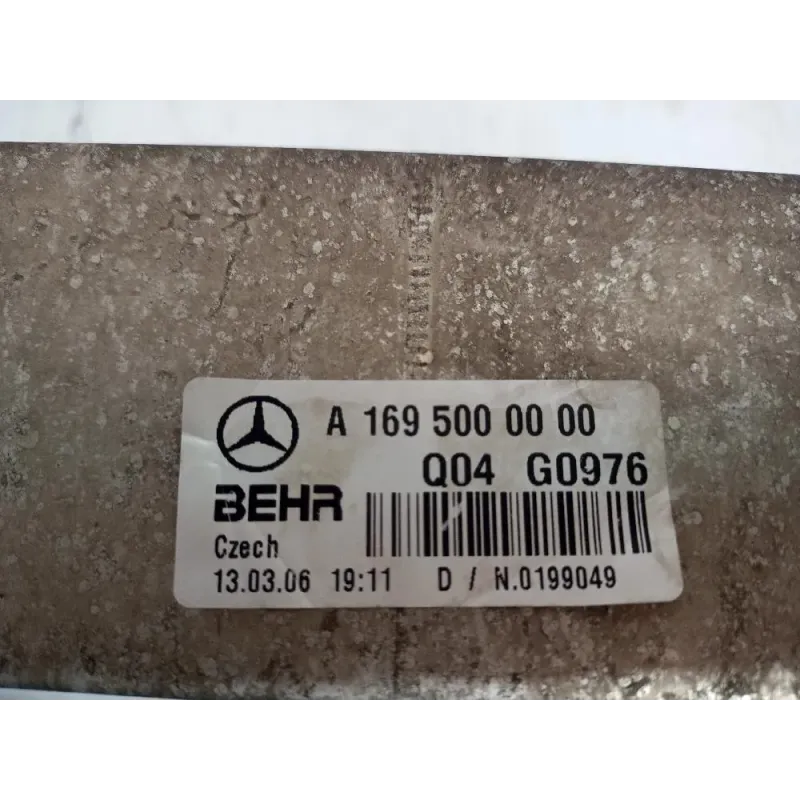 A 169 500 00 00
Q04 G0976
BEHR
Czech
13.03.06 19:11 D / N.0199049